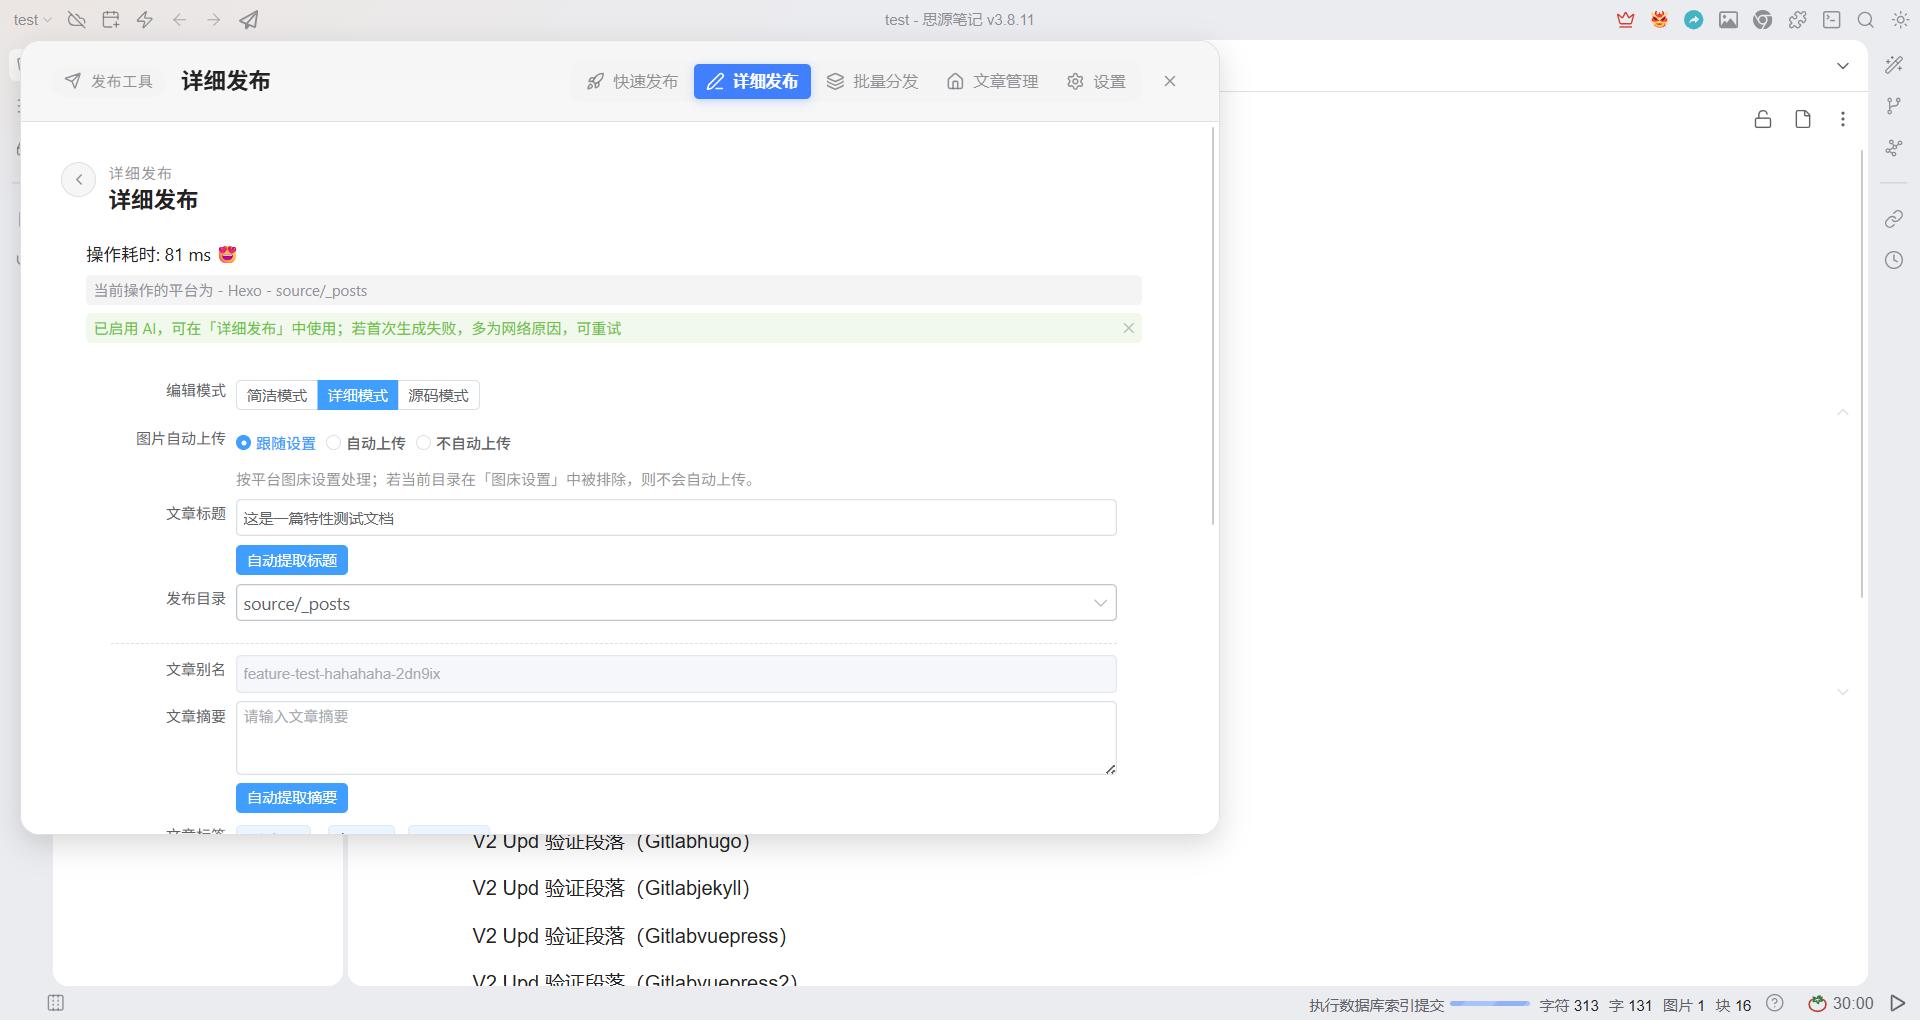 test
test - 思源笔记 v3.8.11
发布工具
详细发布
快速发布
详细发布
批量分发
文章管理
设置
详细发布
详细发布
操作耗时: 81 ms 😍
当前操作的平台为 - Hexo - source/_posts
已启用 AI，可在「详细发布」中使用；若首次生成失败，多为网络原因，可重试
编辑模式 简洁模式 详细模式 源码模式
图片自动上传 跟随设置 自动上传 不自动上传
按平台图床设置处理；若当前目录在「图床设置」中被排除，则不会自动上传。
文章标题 这是一篇特性测试文档
自动提取标题
发布目录 source/_posts
文章别名 feature-test-hahahaha-2dn9ix
文章摘要 请输入文章摘要
自动提取摘要
文章标签
V2 Upd 验证段落（Gitlabhugo）
V2 Upd 验证段落（Gitlabjekyll）
V2 Upd 验证段落（Gitlabvuepress）
V2 Upd 验证段落（Gitlabvuepress2）
执行数据库索引提交 字符 313 字 131 图片 1 块 16 30:00